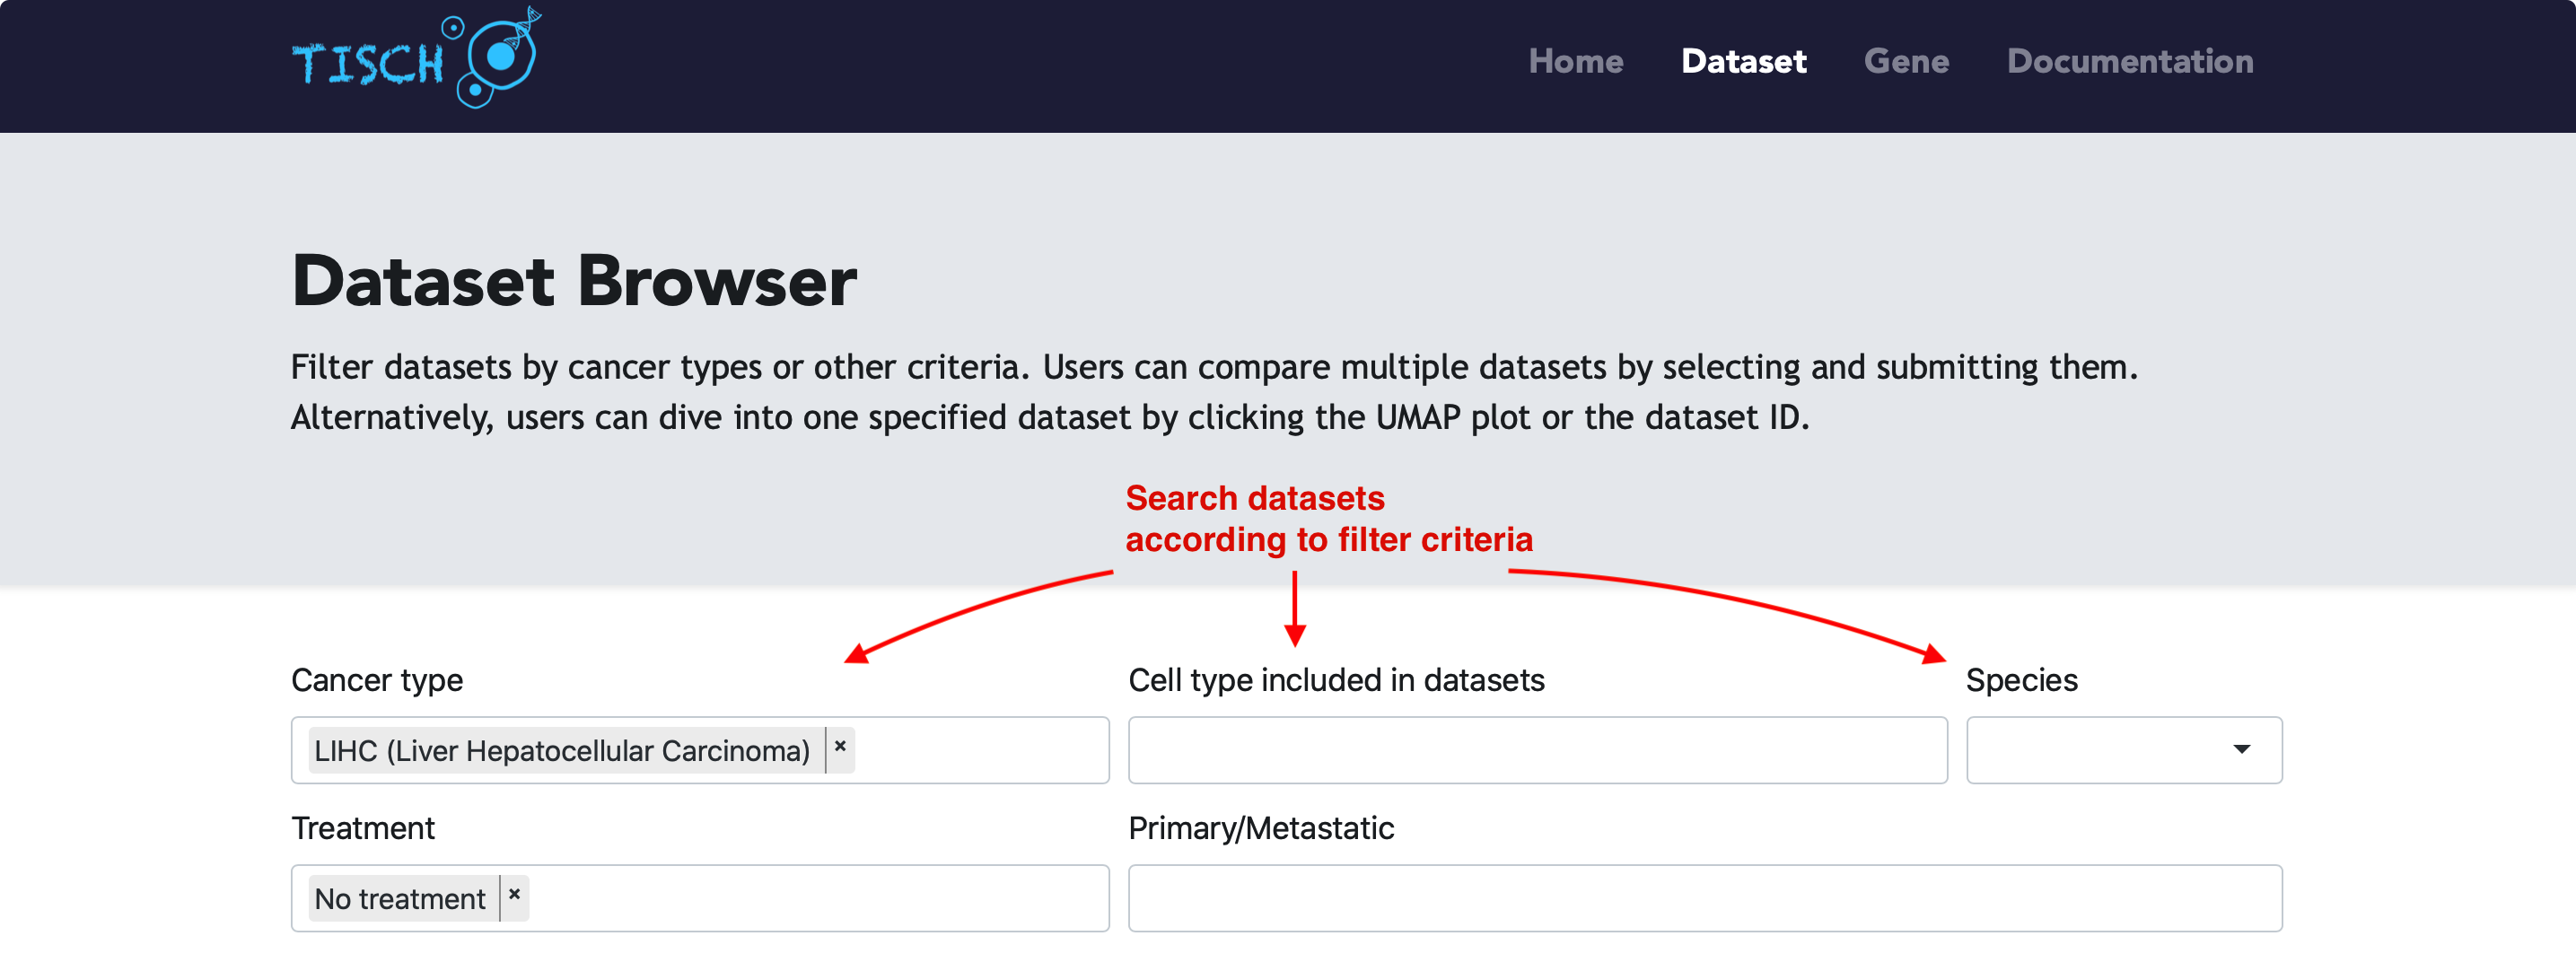 TISCH
Home Dataset Gene Documentation
Dataset Browser
Filter datasets by cancer types or other criteria. Users can compare multiple datasets by selecting and submitting them.
Alternatively, users can dive into one specified dataset by clicking the UMAP plot or the dataset ID.
Search datasets
according to filter criteria
Cancer type
Cell type included in datasets
Species
LIHC (Liver Hepatocellular Carcinoma) ×
Treatment
Primary/Metastatic
No treatment ×